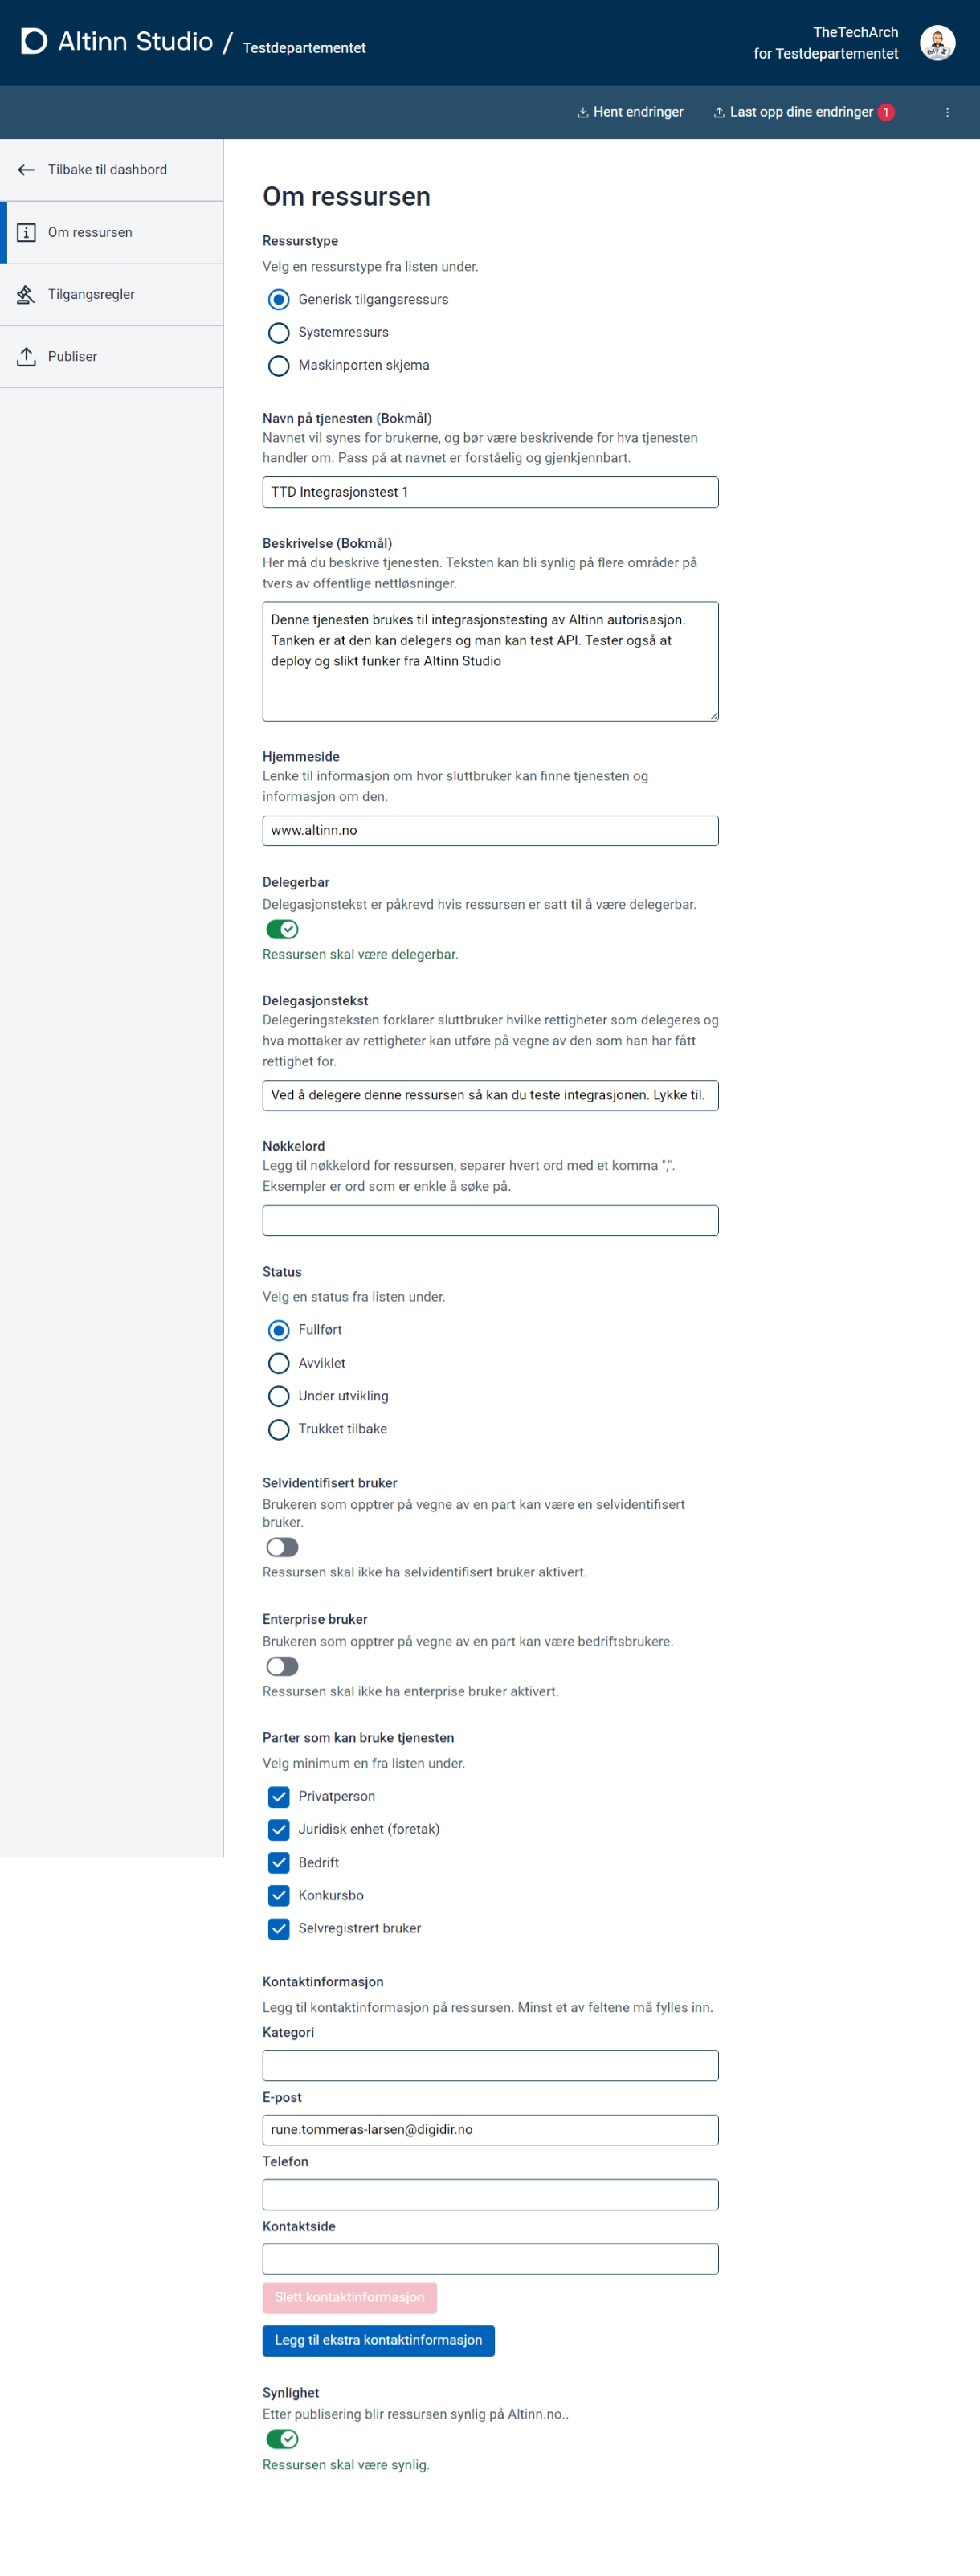 Altinn Studio / Testdepartementet
TheTechArch
for Testdepartementet
Hent endringer
Last opp dine endringer 1
Tilbake til dashbord
Om ressursen
Tilgangsregler
Publiser
Om ressursen
Ressurstype
Velg en ressurstype fra listen under.
Generisk tilgangsressurs
Systemressurs
Maskinporten skjema
Navn på tjenesten (Bokmål)
Navnet vil synes for brukerne, og bør være beskrivende for hva tjenesten
handler om. Pass på at navnet er forståelig og gjenkjennbart.
TTD Integrasjonstest 1
Beskrivelse (Bokmål)
Her må du beskrive tjenesten. Teksten kan bli synlig på flere områder på
tvers av offentlige nettløsninger.
Denne tjenesten brukes til integrasjonstesting av Altinn autorisasjon.
Tanken er at den kan delegers og man kan test API. Tester også at
deploy og slikt funker fra Altinn Studio
Hjemmeside
Lenke til informasjon om hvor sluttbruker kan finne tjenesten og
informasjon om den.
www.altinn.no
Delegerbar
Delegasjonstekst er påkrevd hvis ressursen er satt til å være delegerbar.
Ressursen skal være delegerbar.
Delegasjonstekst
Delegeringsteksten forklarer sluttbruker hvilke rettigheter som delegeres og
hva mottaker av rettigheter kan utføre på vegne av den som han har fått
rettighet for.
Ved å delegere denne ressursen så kan du teste integrasjonen. Lykke til.
Nøkkelord
Legg til nøkkelord for ressursen, separer hvert ord med et komma ",".
Eksempler er ord som er enkle å søke på.
Status
Velg en status fra listen under.
Fullført
Avviklet
Under utvikling
Trukket tilbake
Selvidentifisert bruker
Brukeren som opptrer på vegne av en part kan være en selvidentifisert
bruker.
Ressursen skal ikke ha selvidentifisert bruker aktivert.
Enterprise bruker
Brukeren som opptrer på vegne av en part kan være bedriftsbrukere.
Ressursen skal ikke ha enterprise bruker aktivert.
Parter som kan bruke tjenesten
Velg minimum en fra listen under.
Privatperson
Juridisk enhet (foretak)
Bedrift
Konkursbo
Selvregistrert bruker
Kontaktinformasjon
Legg til kontaktinformasjon på ressursen. Minst et av feltene må fylles inn.
Kategori
E-post
rune.tommeras-larsen@digidir.no
Telefon
Kontaktside
Slett kontaktinformasjon
Legg til ekstra kontaktinformasjon
Synlighet
Etter publisering blir ressursen synlig på Altinn.no..
Ressursen skal være synlig.